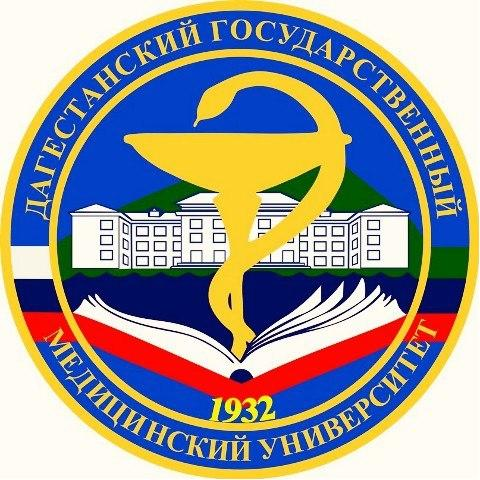 ДАГЕСТАНСКИЙ ГОСУДАРСТВЕННЫЙ
МЕДИЦИНСКИЙ УНИВЕРСИТЕТ
1932